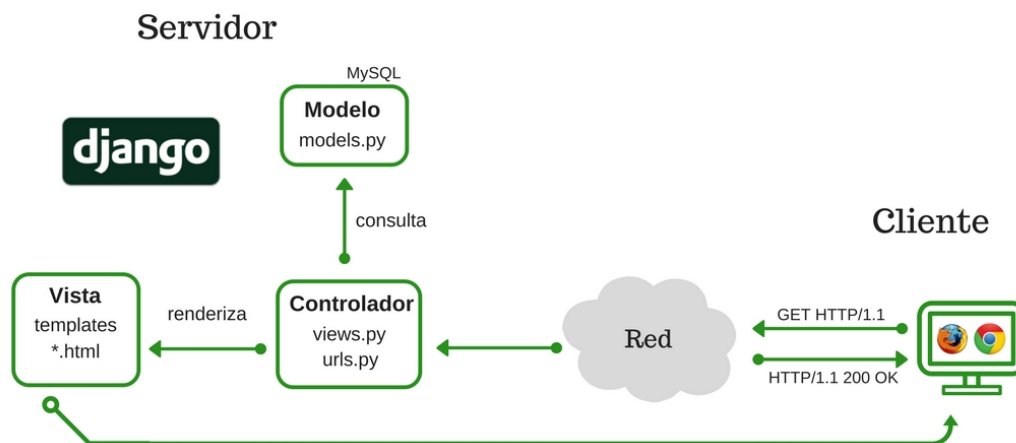 Servidor
MySQL
Modelo
models.py
django
consulta
Cliente
Vista
templates
*.html
renderiza
Controlador
views.py
urls.py
Red
GET HTTP/1.1
HTTP/1.1 200 OK